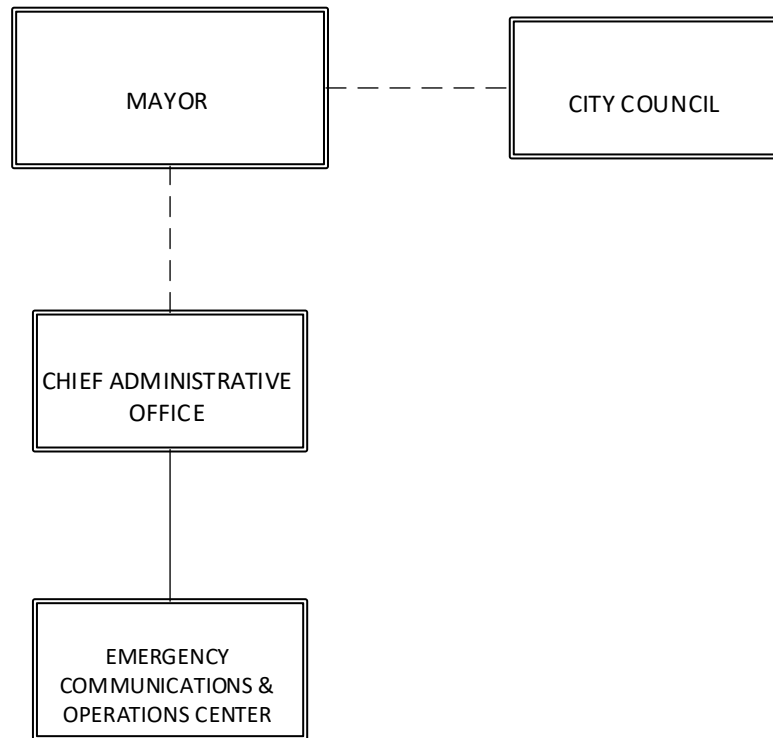 MAYOR
CITY COUNCIL
CHIEF ADMINISTRATIVE
OFFICE
EMERGENCY
COMMUNICATIONS &
OPERATIONS CENTER